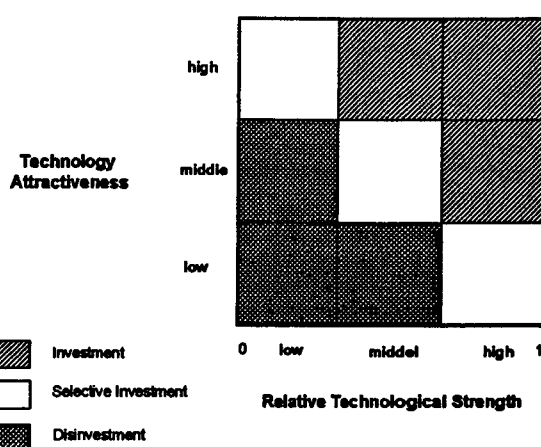 high
Technology
Attractiveness
middle
low
0 low middel high 1
Relative Technological Strength
Investment
Selective Investment
Disinvestment